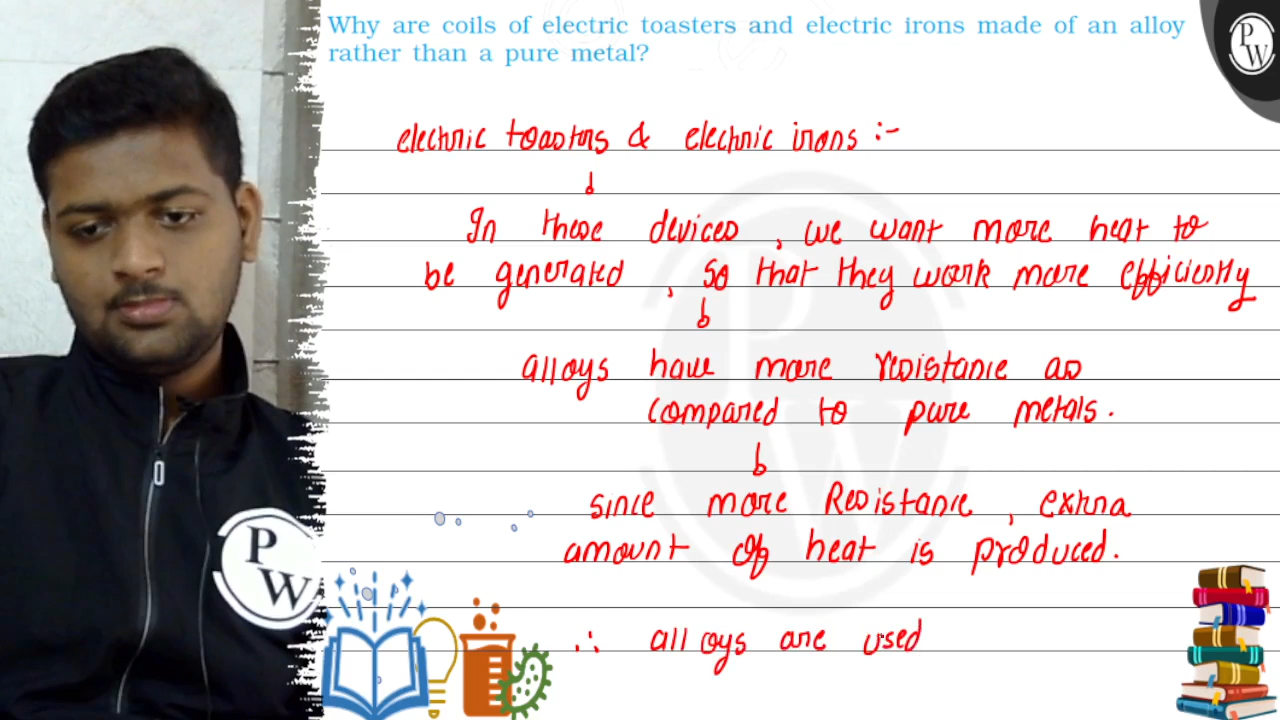 Why are coils of electric toasters and electric irons made of an alloy
rather than a pure metal?
PW
electric toasters & electric irons :-
In these devices, we want more heat to
be generated, so that they work more efficiently
alloys have more resistance as
compared to pure metals.
since more Resistance, extra
amount of heat is produced.
∴ alloys are used
PW
PW